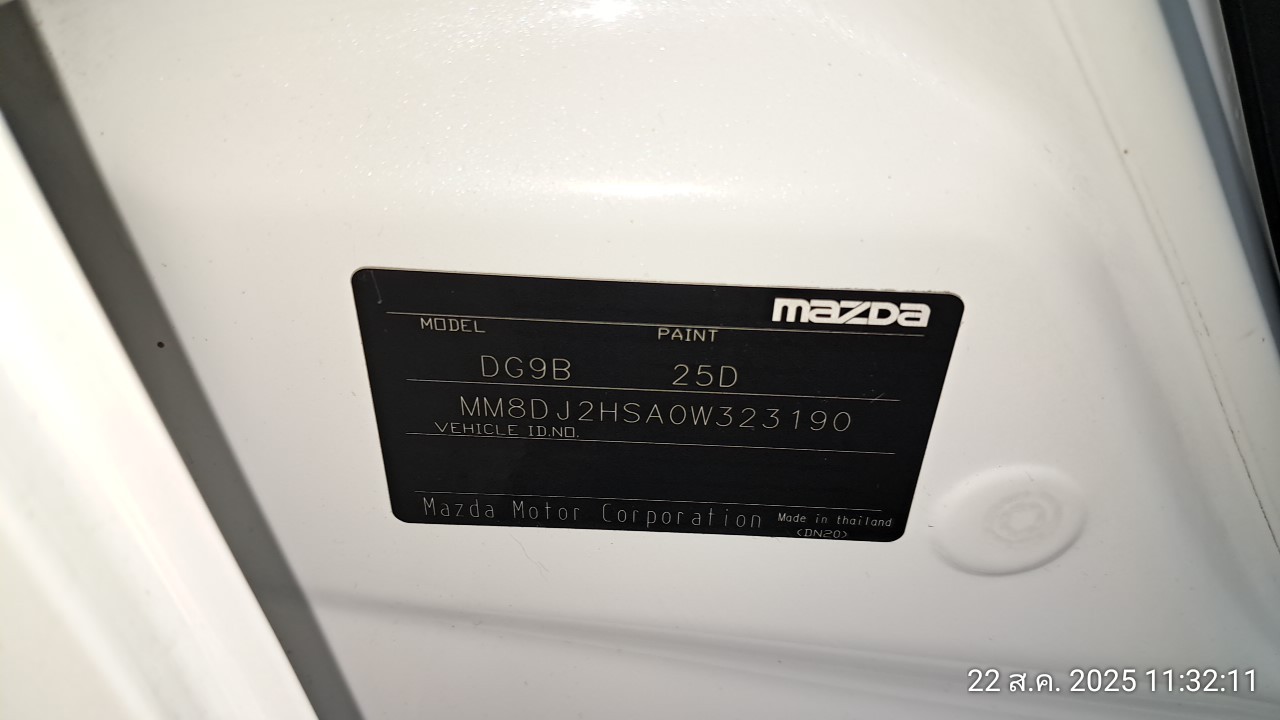 mazda
MODEL PAINT
DG9B 25D
MM8DJ2HSA0W323190
VEHICLE ID.NO.
Mazda Motor Corporation Made in thailand
(DN20)
22 ส.ค. 2025 11:32:11